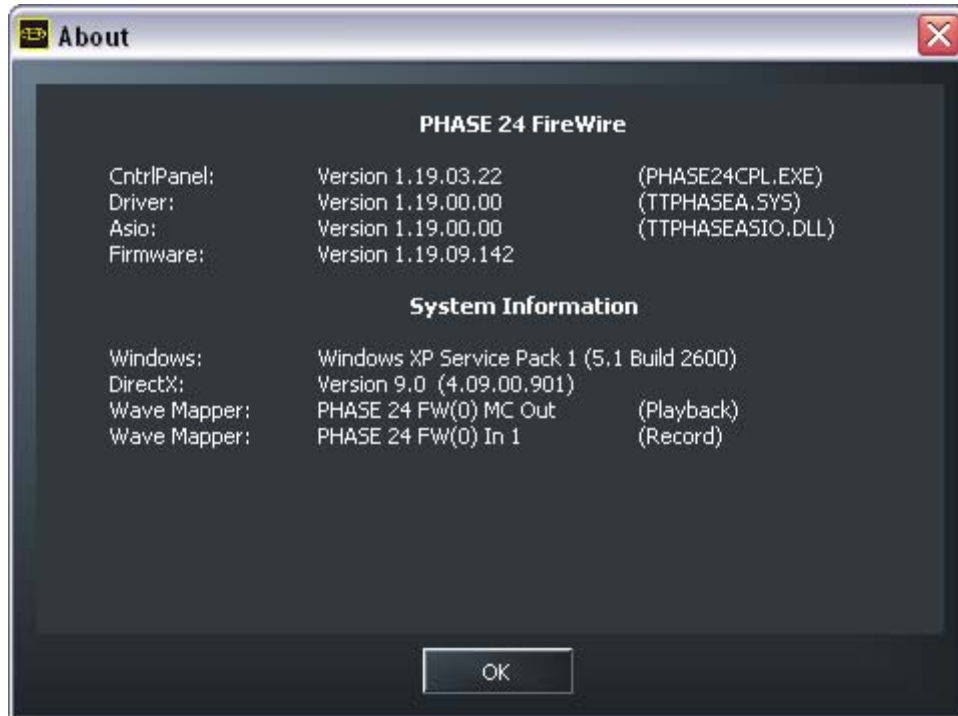 About
PHASE 24 FireWire
CntrlPanel: Version 1.19.03.22 (PHASE24CPL.EXE)
Driver: Version 1.19.00.00 (TTPHASEA.SYS)
Asio: Version 1.19.00.00 (TTPHASEASIO.DLL)
Firmware: Version 1.19.09.142
System Information
Windows: Windows XP Service Pack 1 (5.1 Build 2600)
DirectX: Version 9.0 (4.09.00.901)
Wave Mapper: PHASE 24 FW(0) MC Out (Playback)
Wave Mapper: PHASE 24 FW(0) In 1 (Record)
OK